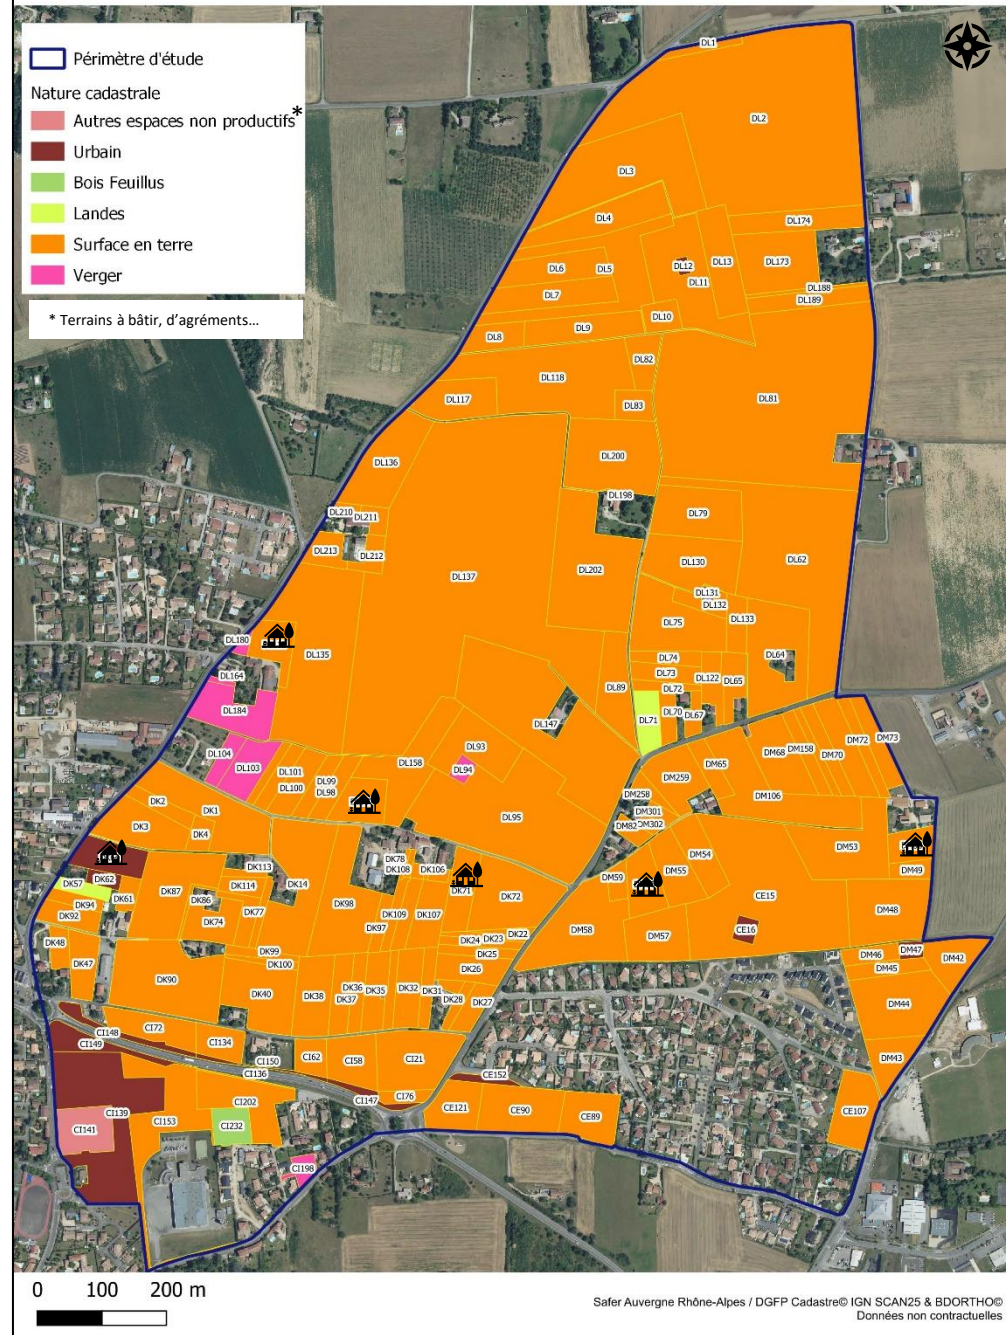 Périmètre d'étude
Nature cadastrale
Autres espaces non productifs*
Urbain
Bois Feuillus
Landes
Surface en terre
Verger
* Terrains à bâtir, d'agréments...
DL1
DL2
DL3
DL4
DL174
DL6
DL5
DL12
DL13
DL173
DL11
DL7
DL188
DL189
DL10
DL8
DL9
DL82
DL118
DL117
DL83
DL81
DL136
DL200
DL198
DL210
DL211
DL79
DL213
DL212
DL137
DL202
DL130
DL62
DL131
DL132
DL133
DL75
DL180
DL135
DL74
DL64
DL164
DL73
DL122
DL65
DL89
DL72
DL184
DL71
DL70
DL67
DL147
DM73
DM72
DL104
DL103
DL93
DM68
DM158
DM70
DL158
DM65
DL101
DL94
DL99
DM259
DL100
DL98
DM258
DM106
DK2
DK1
DM301
DL95
DM82
DM302
DK3
DK4
DM53
DM54
DK78
DK108
DK106
DK113
DM55
DM49
DK62
DM59
DK57
DK87
DK114
DK14
DK71
DK61
DK86
DK72
CE15
DK94
DK98
DK77
DK109
DK107
DM48
DK92
DK74
DK97
CE16
DM58
DK22
DM57
DK48
DK24
DK23
DK99
DK25
DM46
DM47
DK47
DK100
DK26
DM45
DM42
DK90
DK36
DK35
DK32
DK31
DK40
DK38
DK37
DK28
DK27
DM44
CI72
CI148
CI134
CI149
CI150
CI62
CI58
CI21
DM43
CI136
CE152
CI76
CI147
CI202
CE121
CE90
CE89
CE107
CI139
CI153
CI141
CI232
CI198
0 100 200 m
Safer Auvergne Rhône-Alpes / DGFP Cadastre© IGN SCAN25 & BDORTHO©
Données non contractuelles